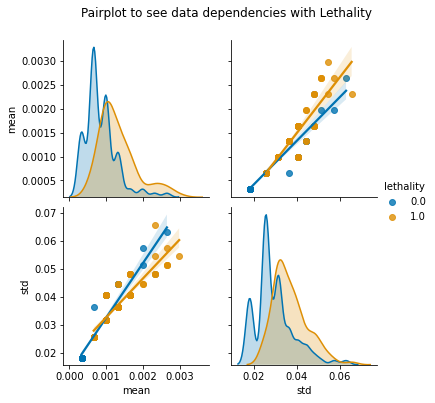 Pairplot to see data dependencies with Lethality
0.0030
0.0025
0.0020
0.0015
0.0010
0.0005
mean
lethality
0.0
1.0
0.07
0.06
0.05
0.04
0.03
0.02
std
0.000 0.001 0.002 0.003
mean
0.02 0.04 0.06
std